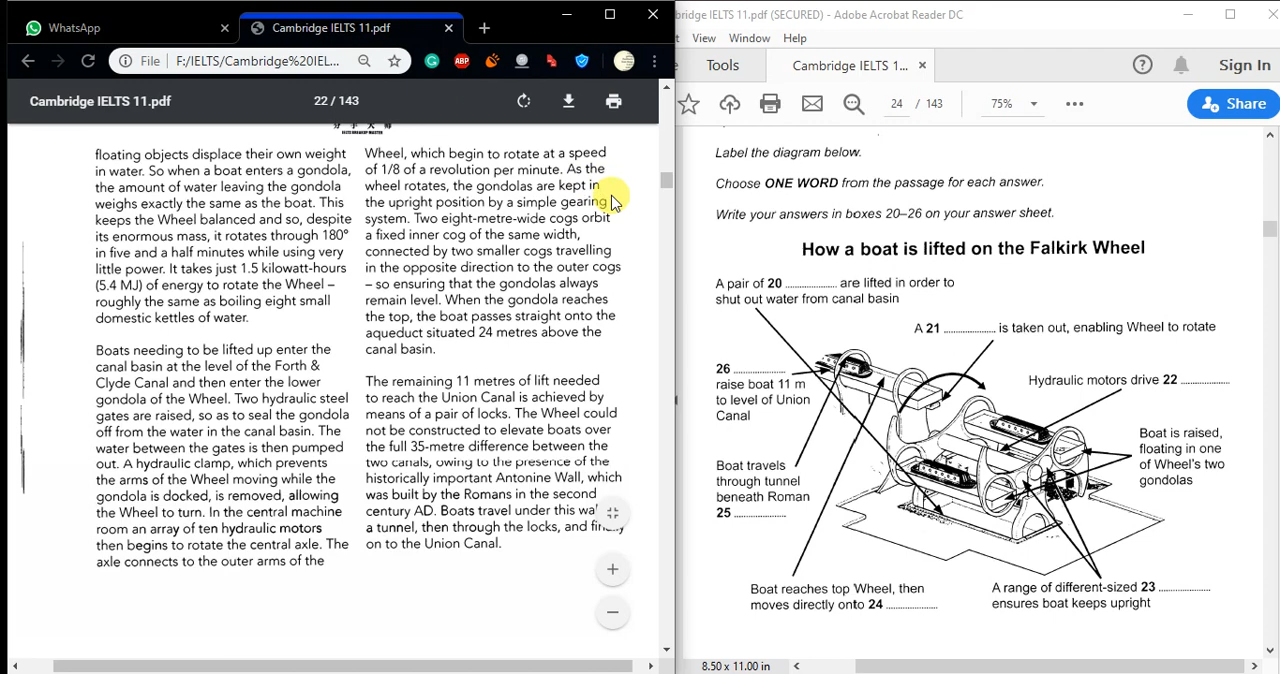 WhatsApp
Cambridge IELTS 11.pdf
File
F:/IELTS/Cambridge%20IEL...
ABP
Cambridge IELTS 11.pdf
22 / 143
floating objects displace their own weight
in water. So when a boat enters a gondola,
the amount of water leaving the gondola
weighs exactly the same as the boat. This
keeps the Wheel balanced and so, despite
its enormous mass, it rotates through 180°
in five and a half minutes while using very
little power. It takes just 1.5 kilowatt-hours
(5.4 MJ) of energy to rotate the Wheel –
roughly the same as boiling eight small
domestic kettles of water.
Boats needing to be lifted up enter the
canal basin at the level of the Forth &
Clyde Canal and then enter the lower
gondola of the Wheel. Two hydraulic steel
gates are raised, so as to seal the gondola
off from the water in the canal basin. The
water between the gates is then pumped
out. A hydraulic clamp, which prevents
the arms of the Wheel moving while the
gondola is docked, is removed, allowing
the Wheel to turn. In the central machine
room an array of ten hydraulic motors
then begins to rotate the central axle. The
axle connects to the outer arms of the
Wheel, which begin to rotate at a speed
of 1/8 of a revolution per minute. As the
wheel rotates, the gondolas are kept in
the upright position by a simple gearing
system. Two eight-metre-wide cogs orbit
a fixed inner cog of the same width,
connected by two smaller cogs travelling
in the opposite direction to the outer cogs
– so ensuring that the gondolas always
remain level. When the gondola reaches
the top, the boat passes straight onto the
aqueduct situated 24 metres above the
canal basin.
The remaining 11 metres of lift needed
to reach the Union Canal is achieved by
means of a pair of locks. The Wheel could
not be constructed to elevate boats over
the full 35-metre difference between the
two canals, owing to the presence of the
historically important Antonine Wall, which
was built by the Romans in the second
century AD. Boats travel under this wal
a tunnel, then through the locks, and finally
on to the Union Canal.
bridge IELTS 11.pdf (SECURED) - Adobe Acrobat Reader DC
t View Window Help
e Tools
Cambridge IELTS 1...
Sign In
24 / 143
75%
Share
Label the diagram below.
Choose ONE WORD from the passage for each answer.
Write your answers in boxes 20–26 on your answer sheet.
How a boat is lifted on the Falkirk Wheel
A pair of 20 .................... are lifted in order to
shut out water from canal basin
A 21 .............. is taken out, enabling Wheel to rotate
26 ..............
raise boat 11 m
to level of Union
Canal
Hydraulic motors drive 22 ..............
Boat is raised,
floating in one
of Wheel's two
gondolas
Boat travels
through tunnel
beneath Roman
25 ..............
Boat reaches top Wheel, then
moves directly onto 24 ..............
A range of different-sized 23 ..............
ensures boat keeps upright
8.50 x 11.00 in